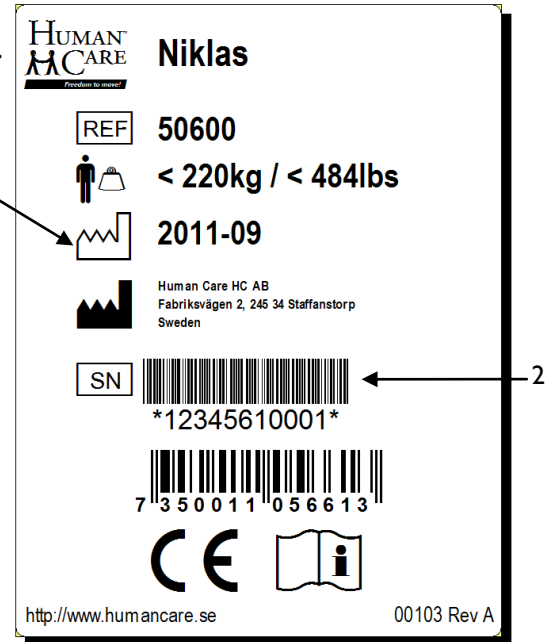 HUMAN™
CARE
Freedom to move!
Niklas
REF 50600
< 220kg / < 484lbs
2011-09
Human Care HC AB
Fabriksvägen 2, 245 34 Staffanstorp
Sweden
SN
2
*12345610001*
7 350011 056613
CE
i
http://www.humancare.se 00103 Rev A